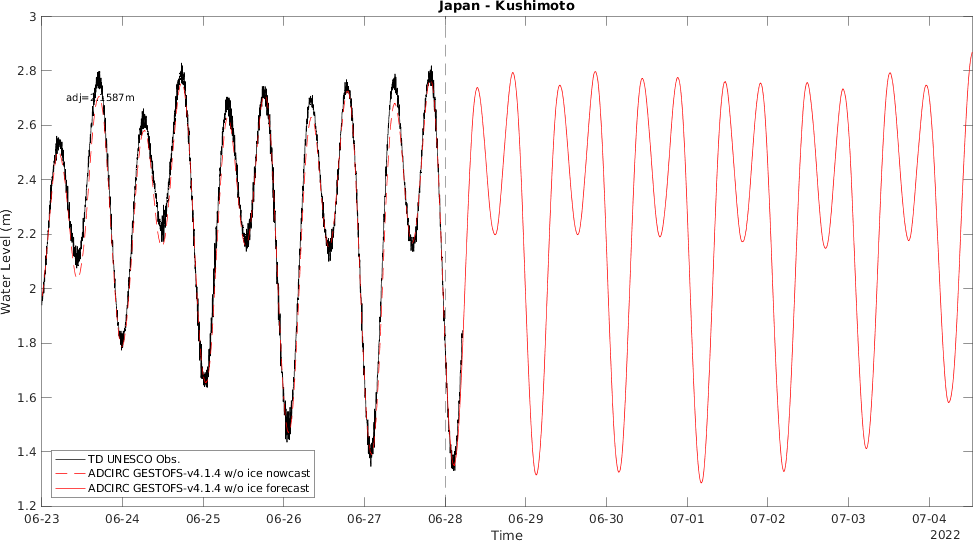 Japan - Kushimoto
3
2.8
2.6
2.4
2.2
2
1.8
1.6
1.4
1.2
Water Level (m)
adj=2.1587m
TD UNESCO Obs.
ADCIRC GESTOFS-v4.1.4 w/o ice nowcast
ADCIRC GESTOFS-v4.1.4 w/o ice forecast
06-23 06-24 06-25 06-26 06-27 06-28 06-29 06-30 07-01 07-02 07-03 07-04
Time
2022